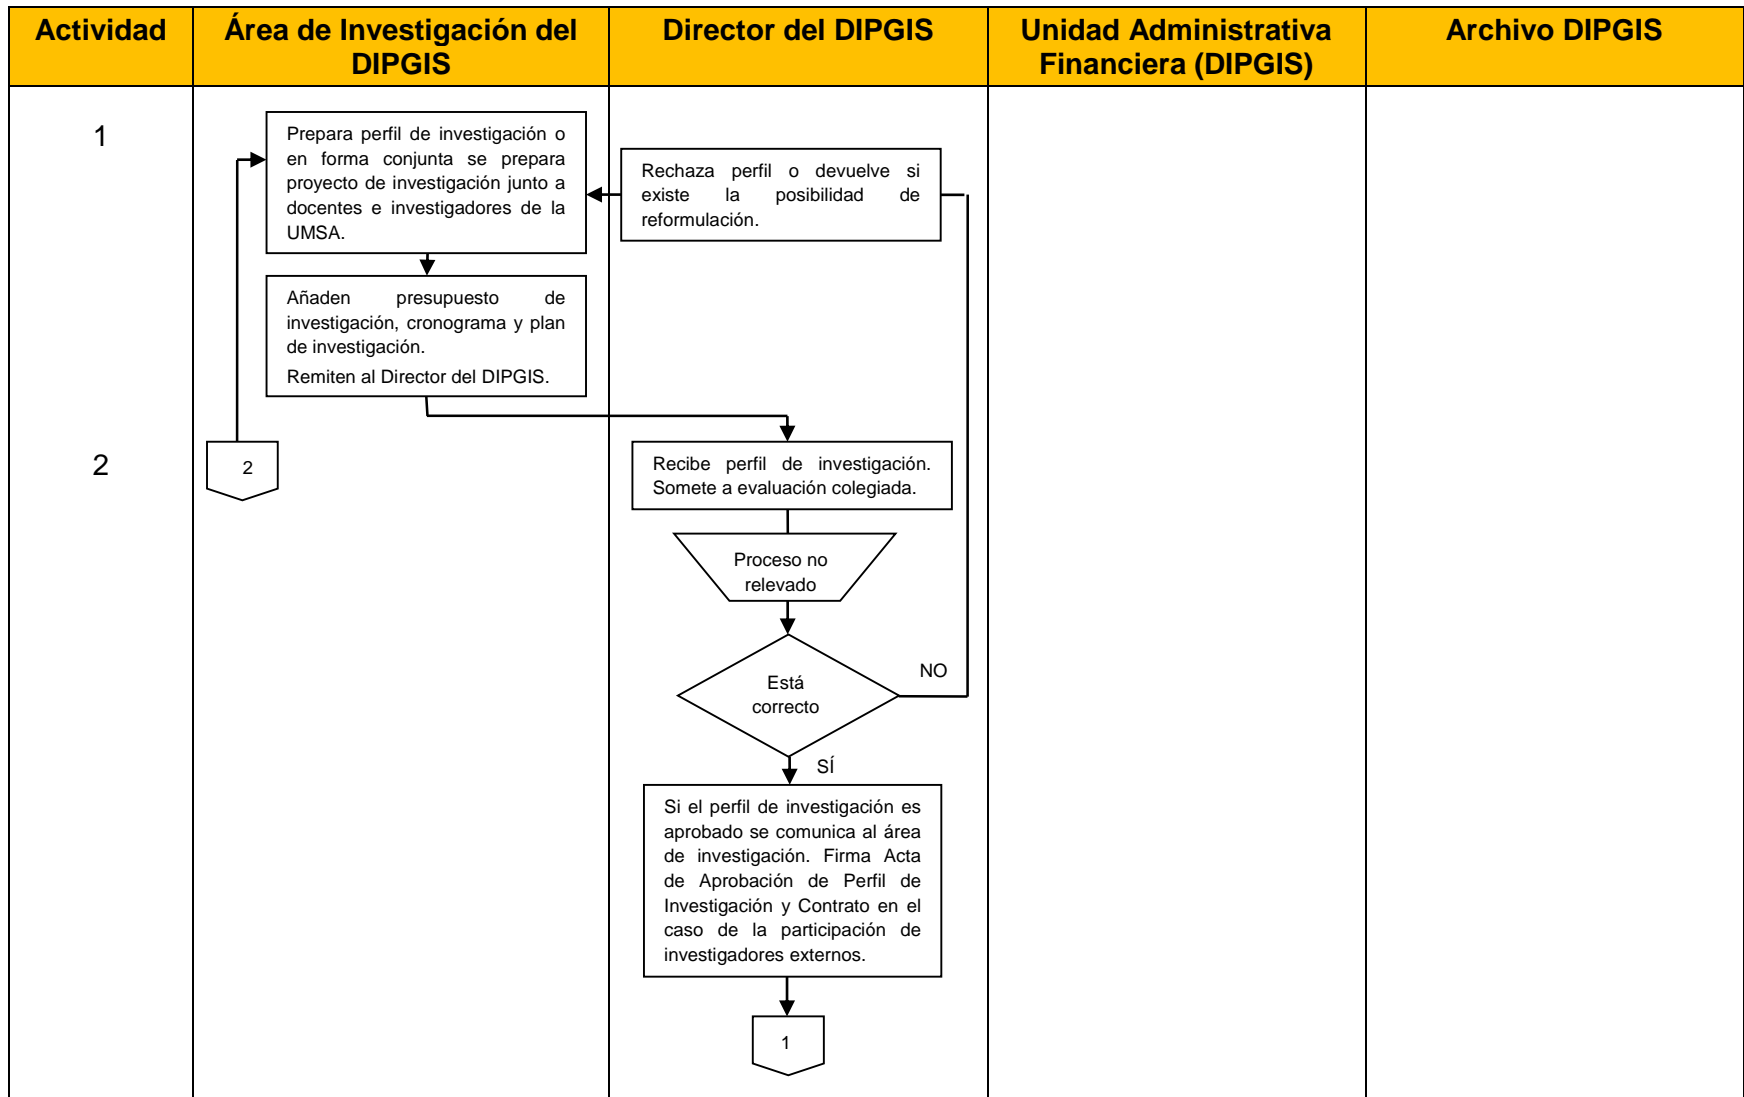 Actividad
Área de Investigación del
DIPGIS
Director del DIPGIS
Unidad Administrativa
Financiera (DIPGIS)
Archivo DIPGIS
1
Prepara perfil de investigación o
en forma conjunta se prepara
proyecto de investigación junto a
docentes e investigadores de la
UMSA.
Rechaza perfil o devuelve si
existe la posibilidad de
reformulación.
Añaden presupuesto de
investigación, cronograma y plan
de investigación.
Remiten al Director del DIPGIS.
2
2
Recibe perfil de investigación.
Somete a evaluación colegiada.
Proceso no
relevado
Está
correcto
NO
SÍ
Si el perfil de investigación es
aprobado se comunica al área
de investigación. Firma Acta
de Aprobación de Perfil de
Investigación y Contrato en el
caso de la participación de
investigadores externos.
1